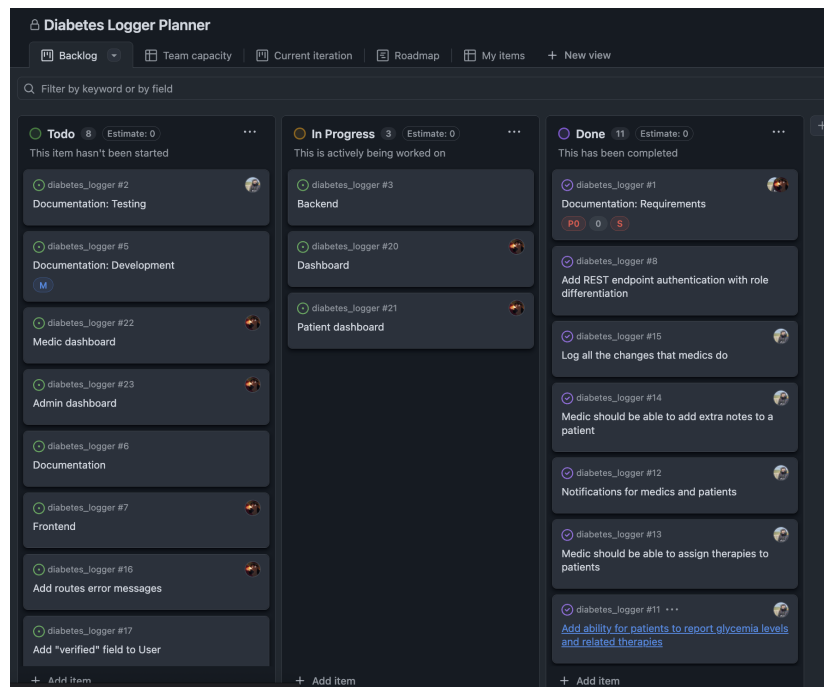 Diabetes Logger Planner
Backlog
Team capacity
Current iteration
Roadmap
My items
+ New view
Filter by keyword or by field
Todo 8 Estimate: 0 ...
This item hasn't been started
diabetes_logger #2
Documentation: Testing
diabetes_logger #5
Documentation: Development
M
diabetes_logger #22
Medic dashboard
diabetes_logger #23
Admin dashboard
diabetes_logger #6
Documentation
diabetes_logger #7
Frontend
diabetes_logger #16
Add routes error messages
diabetes_logger #17
Add "verified" field to User
+ Add item
In Progress 3 Estimate: 0 ...
This is actively being worked on
diabetes_logger #3
Backend
diabetes_logger #20
Dashboard
diabetes_logger #21
Patient dashboard
+ Add item
Done 11 Estimate: 0 ...
This has been completed
diabetes_logger #1
Documentation: Requirements
P0 0 S
diabetes_logger #8
Add REST endpoint authentication with role
differentiation
diabetes_logger #15
Log all the changes that medics do
diabetes_logger #14
Medic should be able to add extra notes to a
patient
diabetes_logger #12
Notifications for medics and patients
diabetes_logger #13
Medic should be able to assign therapies to
patients
diabetes_logger #11 ...
Add ability for patients to report glycemia levels
and related therapies
+ Add item
+